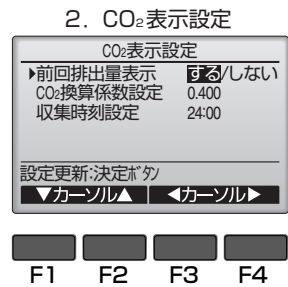 2. CO₂表示設定
CO₂表示設定
▶前回排出量表示 する/しない
CO₂換算係数設定 0.400
収集時刻設定 24:00
設定更新:決定ボタン
▼カーソル▲ ◀カーソル▶
F1 F2 F3 F4